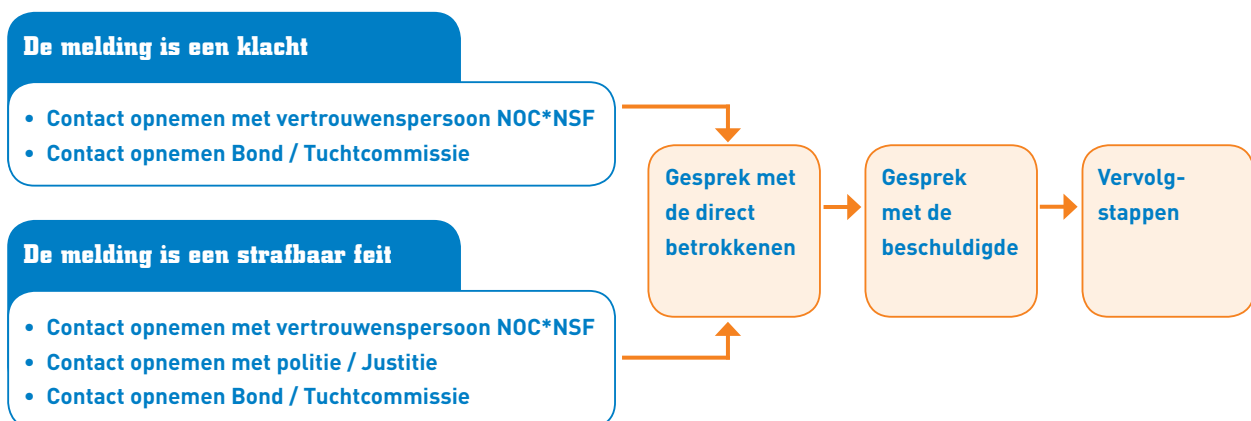 De melding is een klacht
• Contact opnemen met vertrouwenspersoon NOC*NSF
• Contact opnemen Bond / Tuchtcommissie
De melding is een strafbaar feit
• Contact opnemen met vertrouwenspersoon NOC*NSF
• Contact opnemen met politie / Justitie
• Contact opnemen Bond / Tuchtcommissie
Gesprek met
de direct
betrokkenen
Gesprek
met de
beschuldigde
Vervolg-
stappen